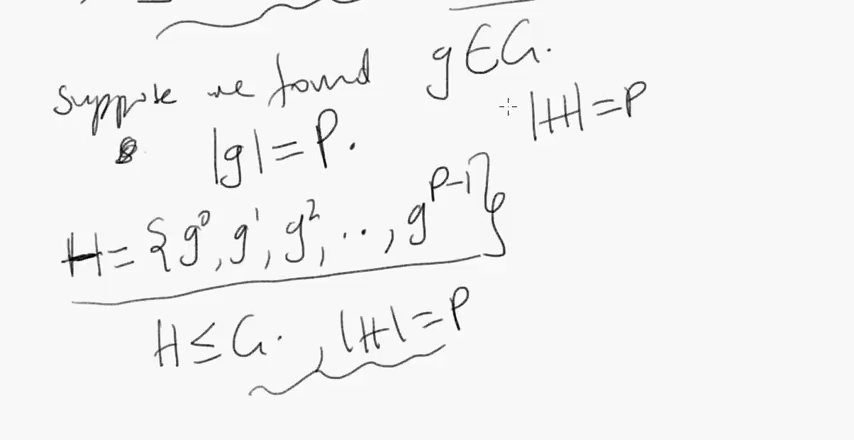 Suppose we found g∈G.
|g| = P.
|H| = P
H = {g⁰, g¹, g², .., g^{P-1}}
H ≤ G. , |H| = P